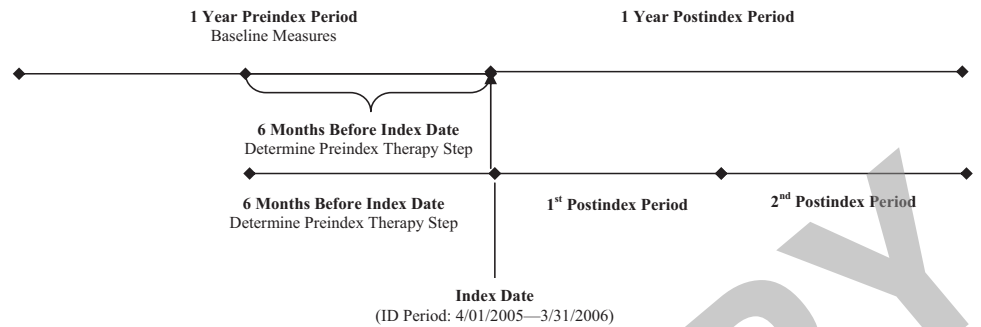 1 Year Preindex Period
Baseline Measures
1 Year Postindex Period
6 Months Before Index Date
Determine Preindex Therapy Step
6 Months Before Index Date
Determine Preindex Therapy Step
1st Postindex Period
2nd Postindex Period
Index Date
(ID Period: 4/01/2005—3/31/2006)